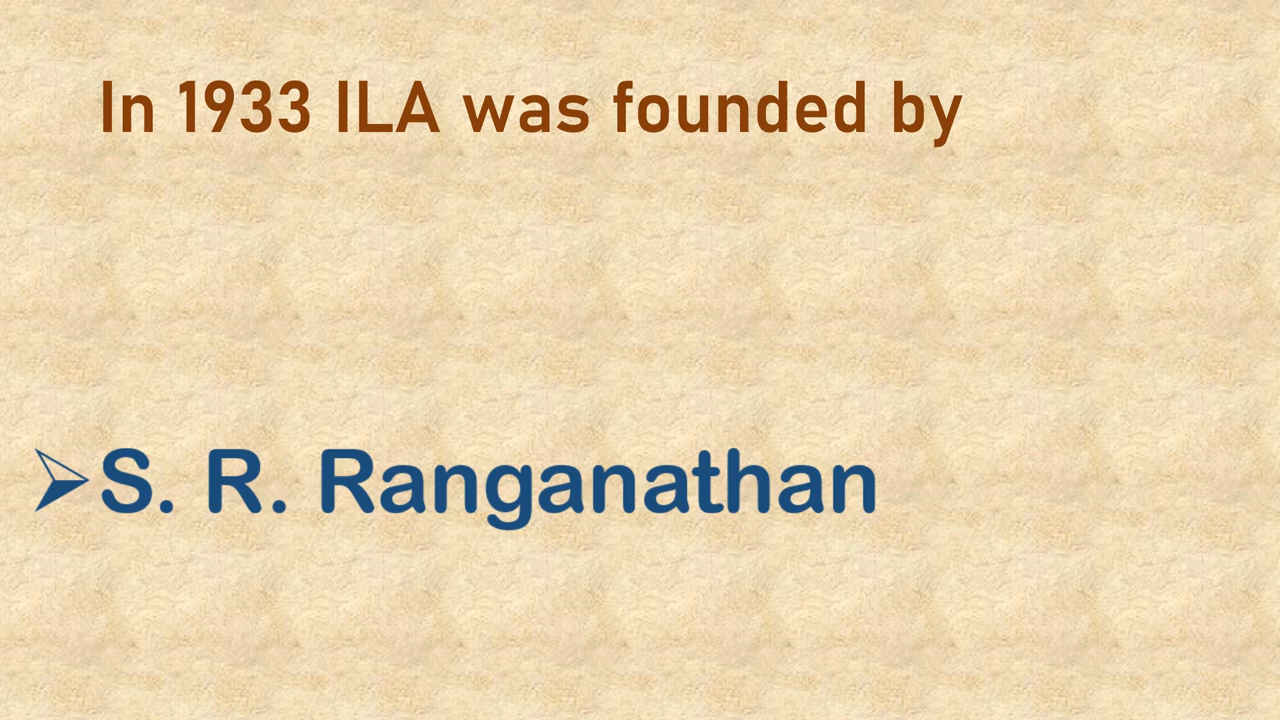 In 1933 ILA was founded by
➢S. R. Ranganathan